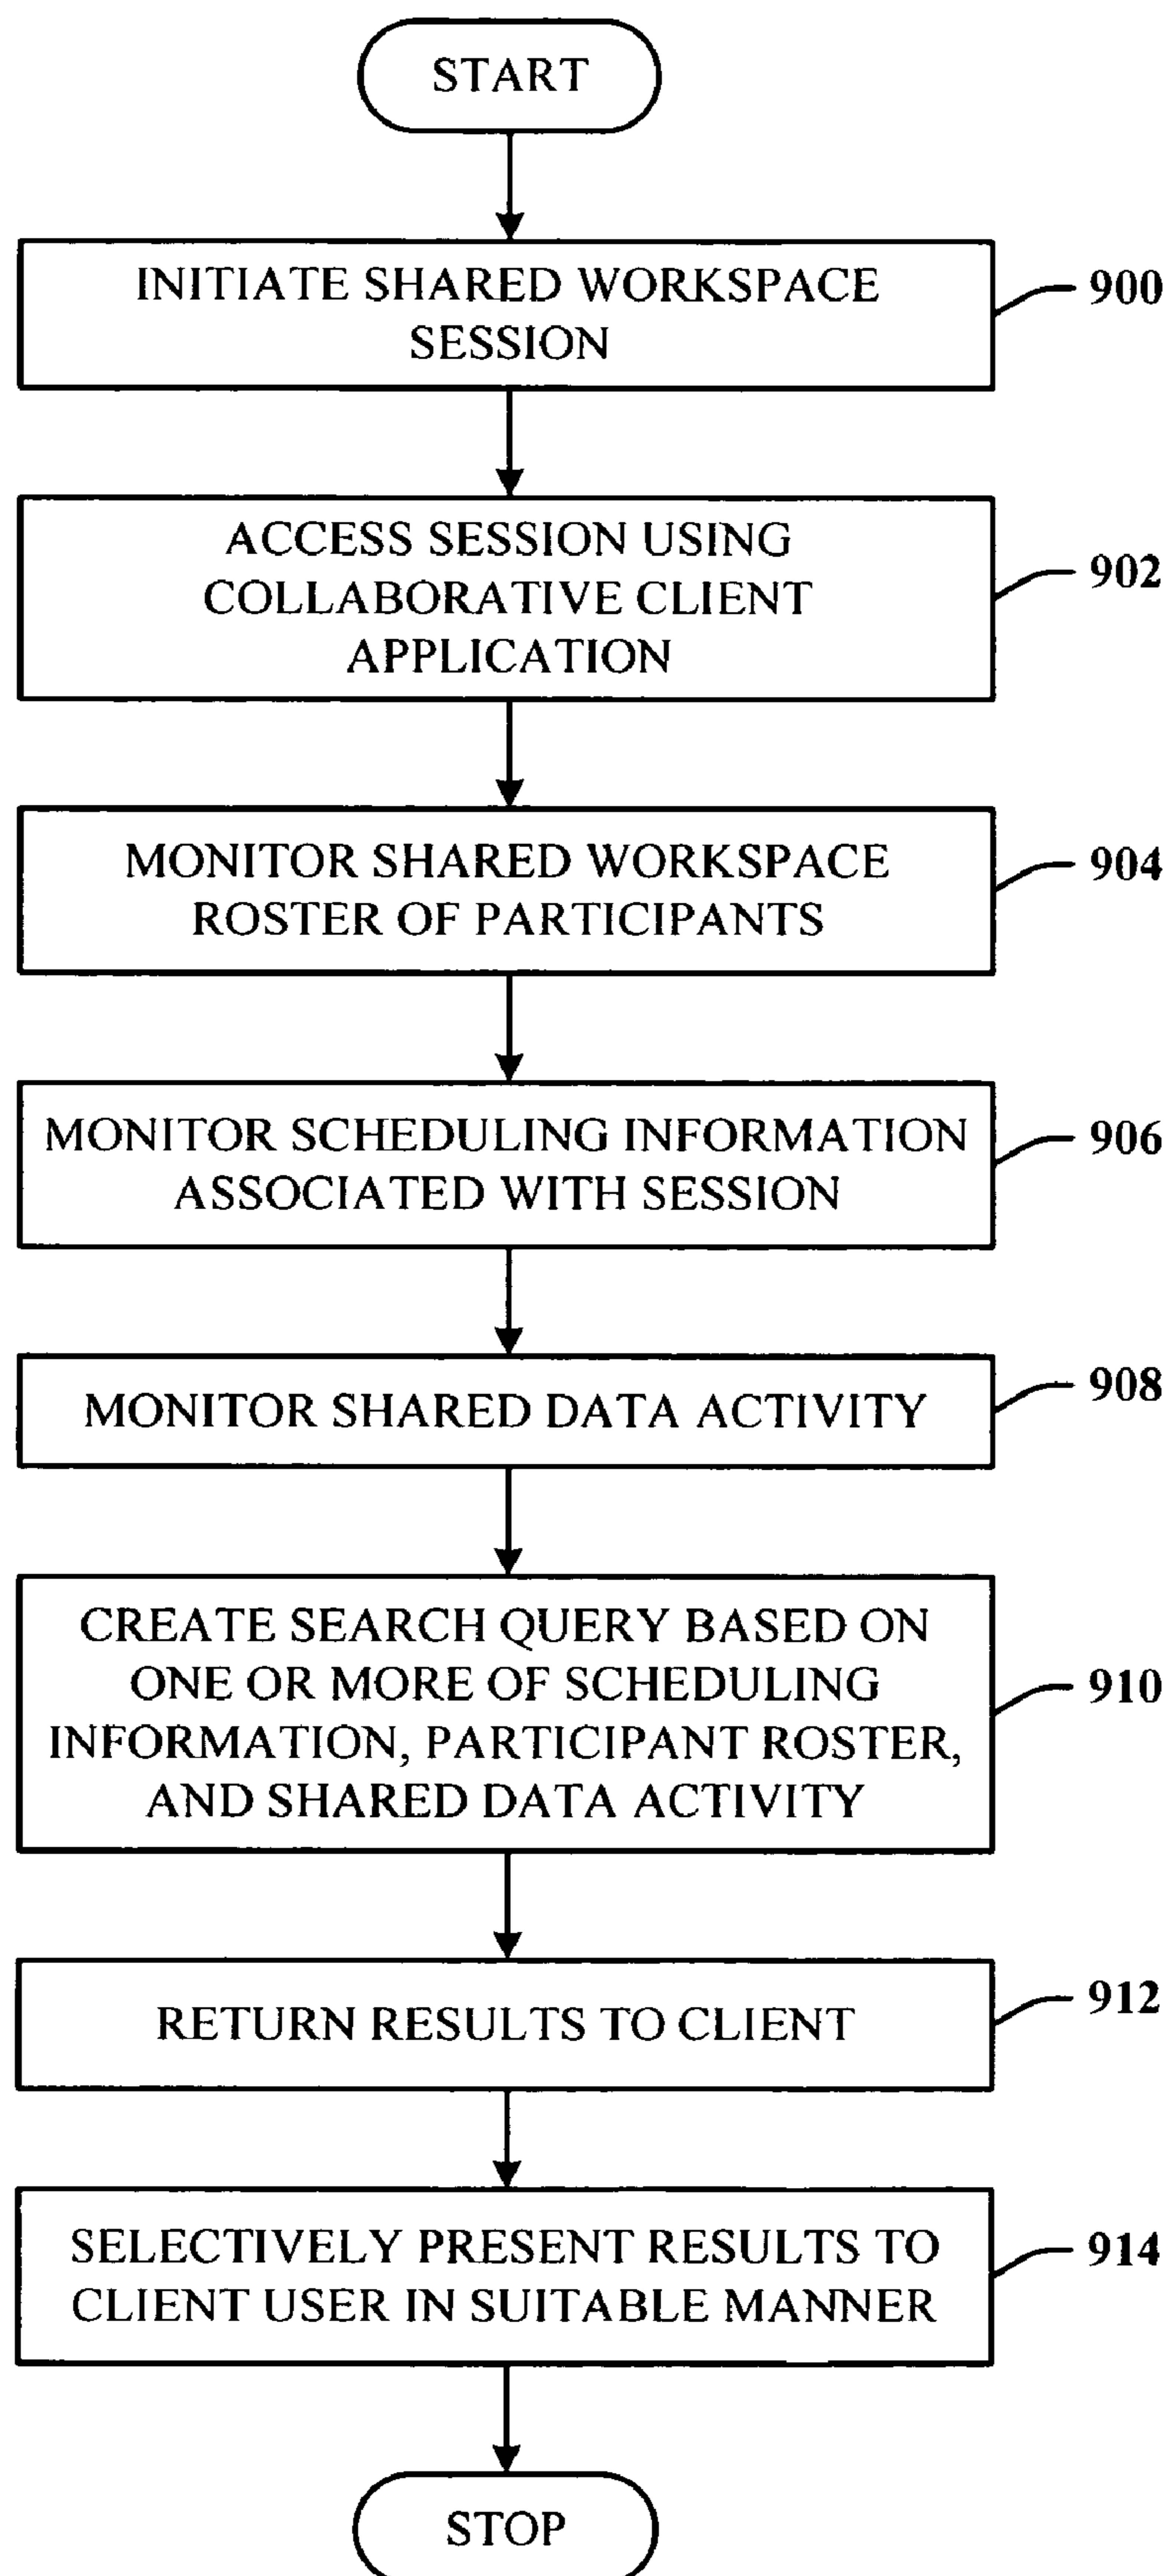 START
INITIATE SHARED WORKSPACE
SESSION
900
ACCESS SESSION USING
COLLABORATIVE CLIENT
APPLICATION
902
MONITOR SHARED WORKSPACE
ROSTER OF PARTICIPANTS
904
MONITOR SCHEDULING INFORMATION
ASSOCIATED WITH SESSION
906
MONITOR SHARED DATA ACTIVITY
908
CREATE SEARCH QUERY BASED ON
ONE OR MORE OF SCHEDULING
INFORMATION, PARTICIPANT ROSTER,
AND SHARED DATA ACTIVITY
910
RETURN RESULTS TO CLIENT
912
SELECTIVELY PRESENT RESULTS TO
CLIENT USER IN SUITABLE MANNER
914
STOP